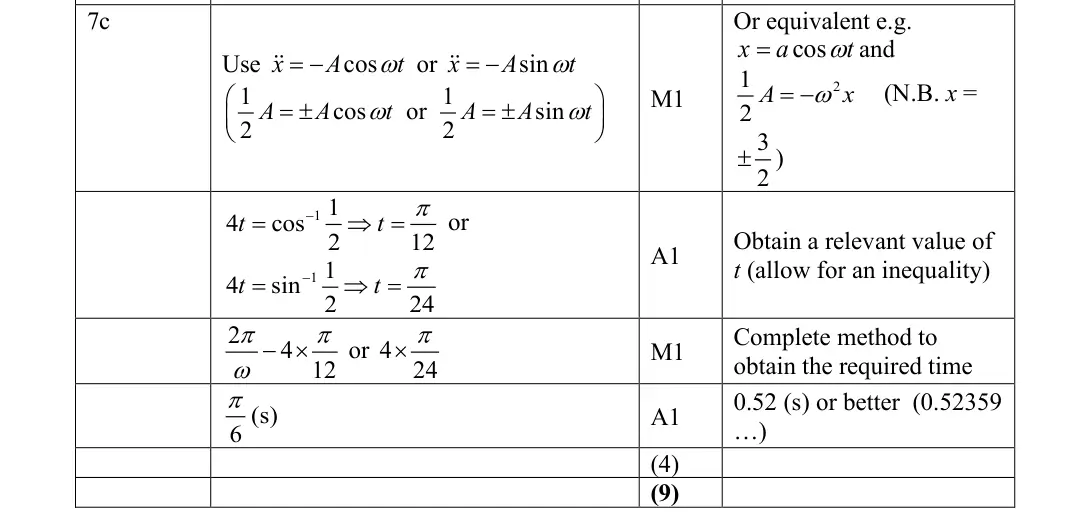 7c
Use ẍ = −A cos ωt or ẍ = −A sin ωt
(1/2 A = ±A cos ωt or 1/2 A = ±A sin ωt)
M1
Or equivalent e.g.
x = a cos ωt and
1/2 A = −ω²x (N.B. x =
±3/2)
4t = cos⁻¹ 1/2 ⇒ t = π/12 or
4t = sin⁻¹ 1/2 ⇒ t = π/24
A1
Obtain a relevant value of
t (allow for an inequality)
2π/ω − 4 × π/12 or 4 × π/24
M1
Complete method to
obtain the required time
π/6 (s)
A1
0.52 (s) or better (0.52359
…)
(4)
(9)